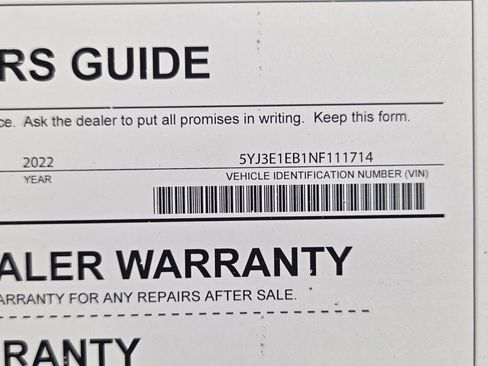 RS GUIDE
ce. Ask the dealer to put all promises in writing. Keep this form.
2022 5YJ3E1EB1NF111714
YEAR VEHICLE IDENTIFICATION NUMBER (VIN)
ALER WARRANTY
ARRANTY FOR ANY REPAIRS AFTER SALE.
RRANTY